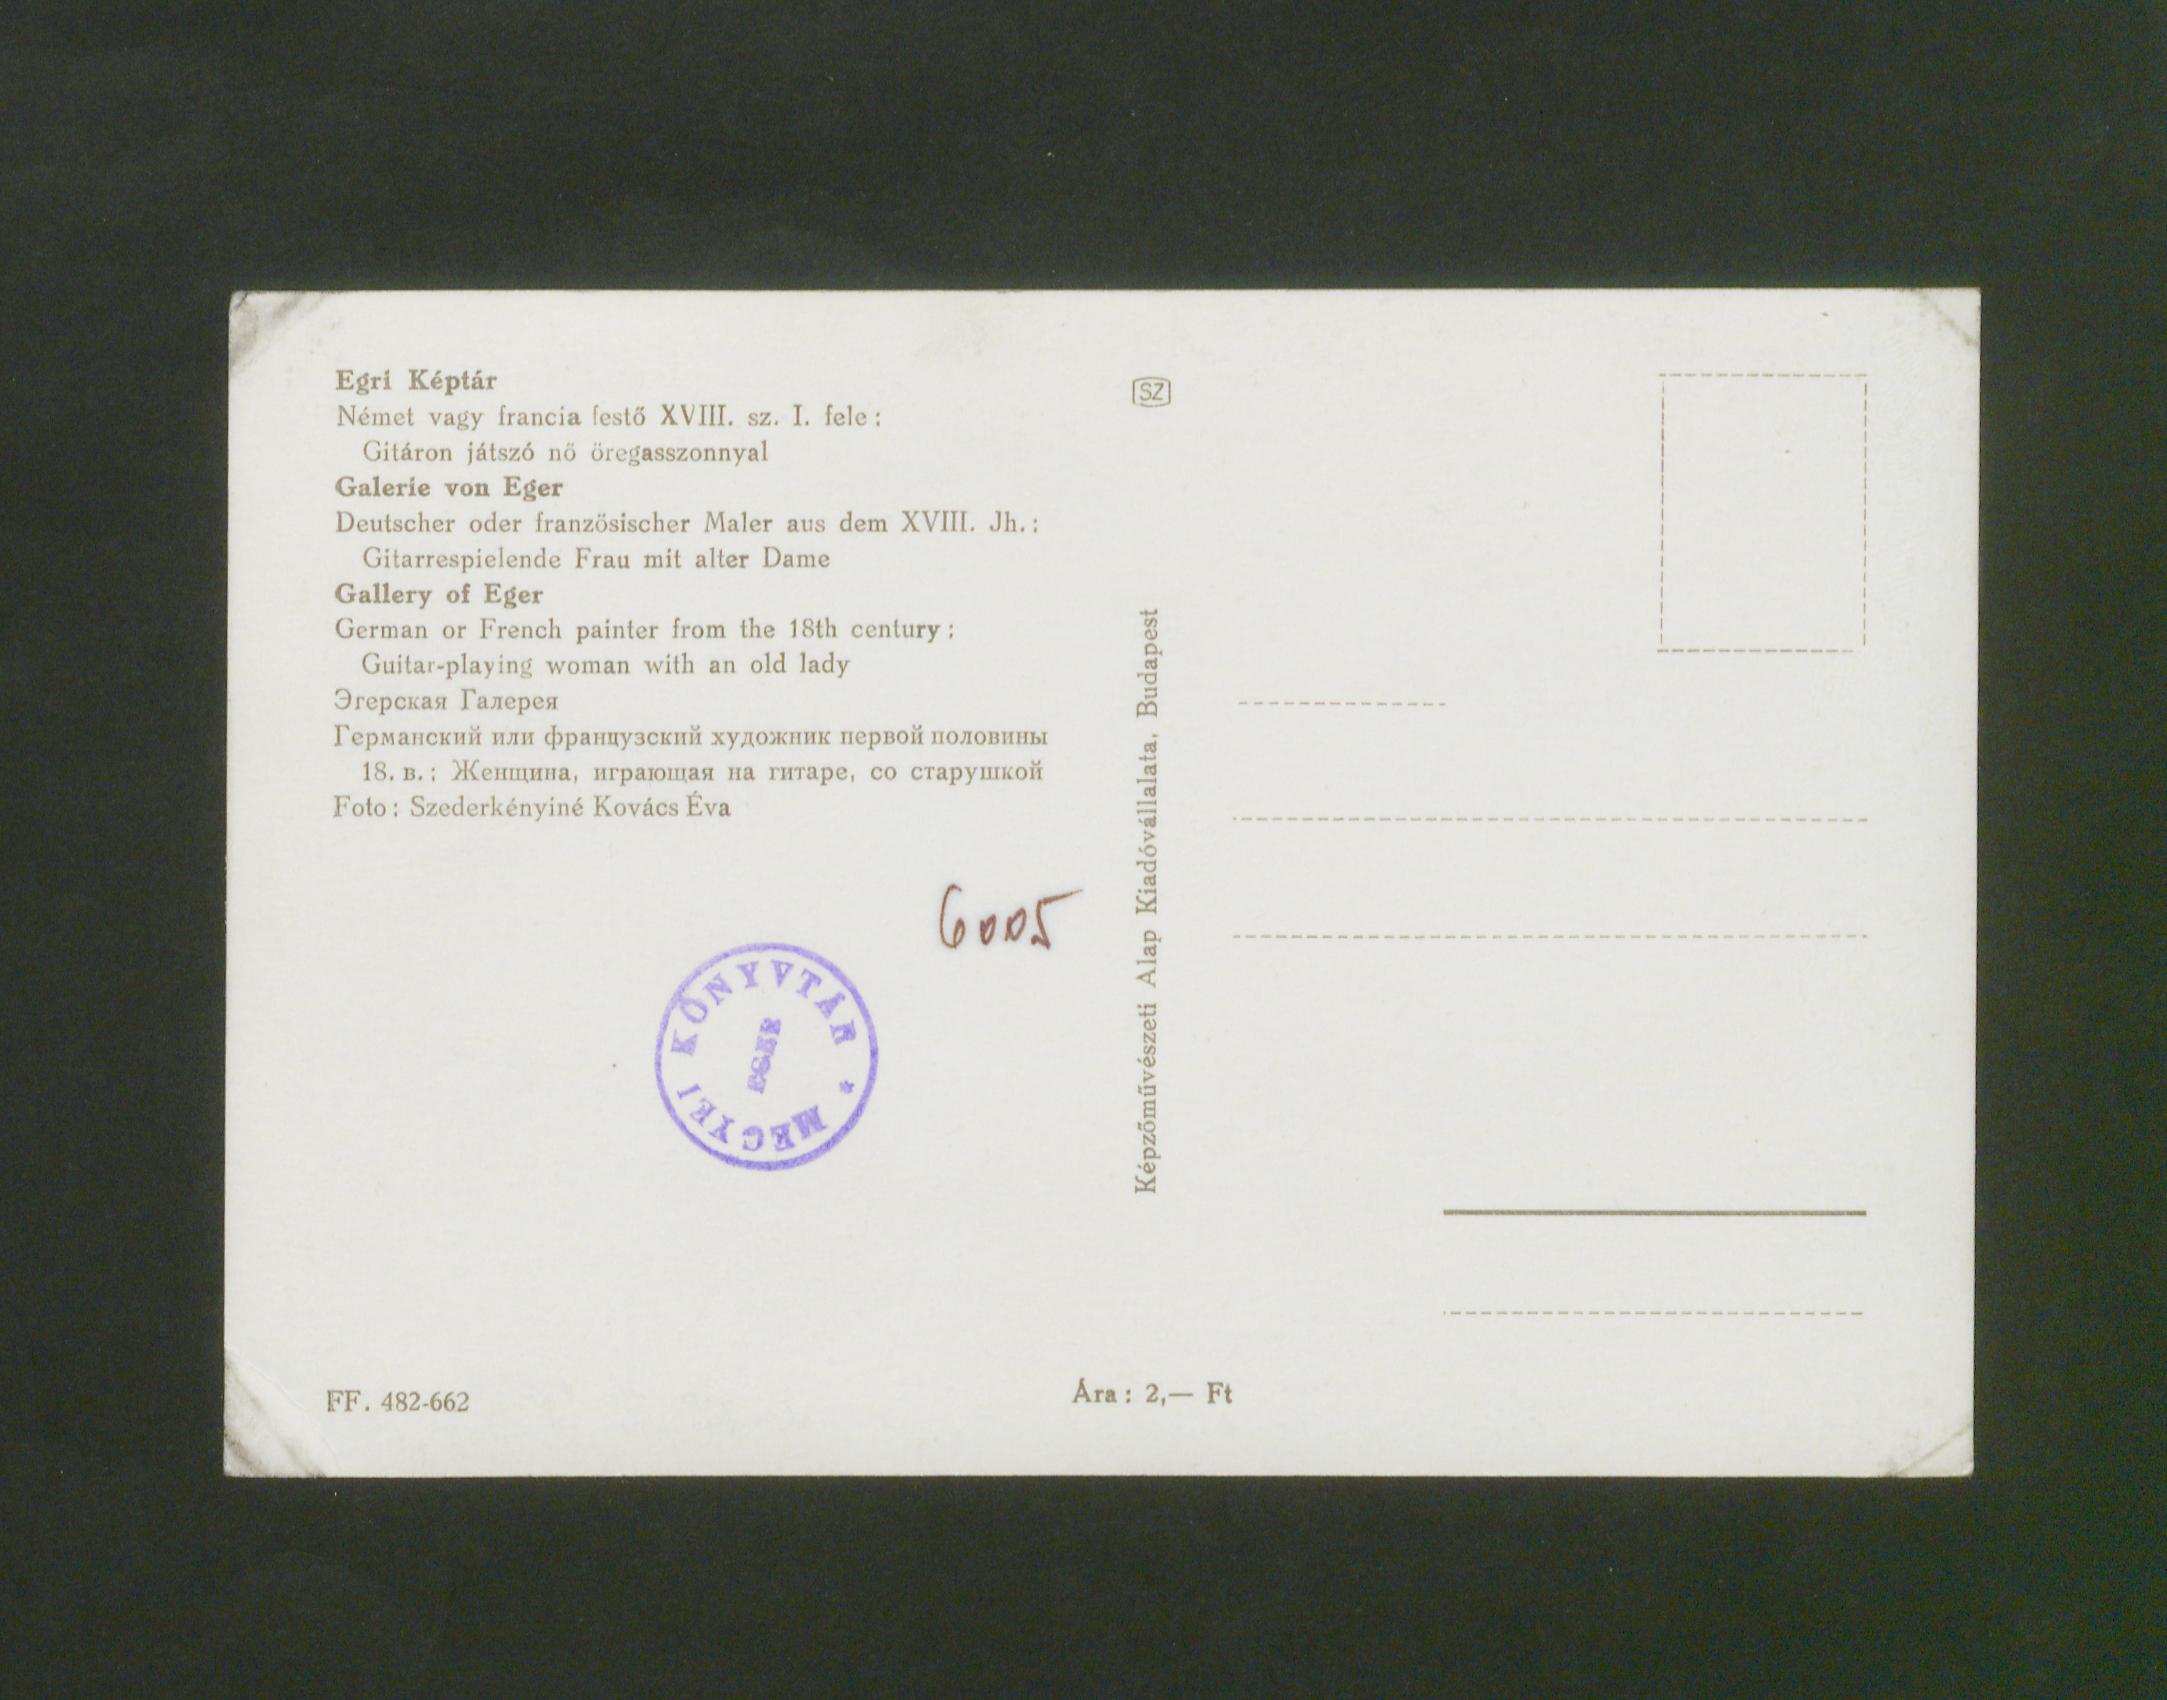 Egri Képtár
Német vagy francia festő XVIII. sz. I. fele :
Gitáron játszó nő öregasszonnyal
Galerie von Eger
Deutscher oder französischer Maler aus dem XVIII. Jh. :
Gitarrespielende Frau mit alter Dame
Gallery of Eger
German or French painter from the 18th century :
Guitar-playing woman with an old lady
Эгерская Галерея
Германский или французский художник первой половины
18. в. : Женщина, играющая на гитаре, со старушкой
Foto : Szederkényiné Kovács Éva
6005
MEGYEI KÖNYVTÁR *
EGER
FF. 482-662
SZ
Képzőművészeti Alap Kiadóvállalata, Budapest
Ára : 2,— Ft